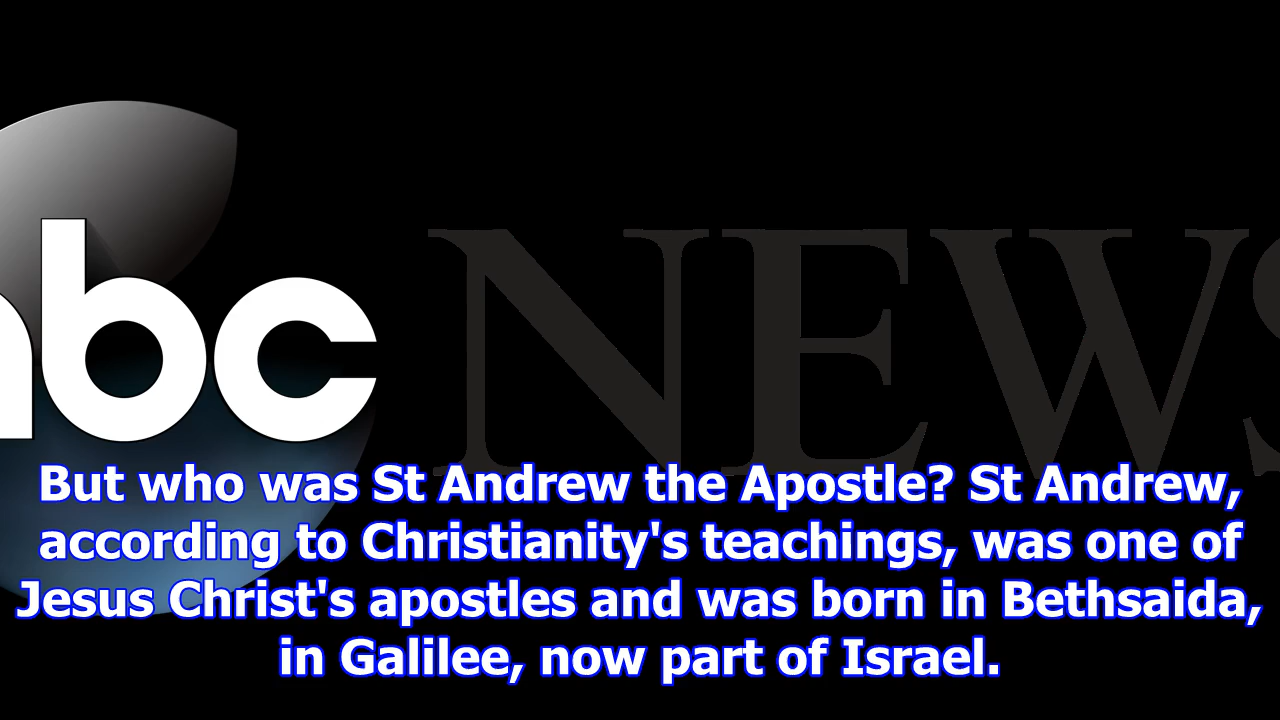 abc NEWS
But who was St Andrew the Apostle? St Andrew,
according to Christianity's teachings, was one of
Jesus Christ's apostles and was born in Bethsaida,
in Galilee, now part of Israel.